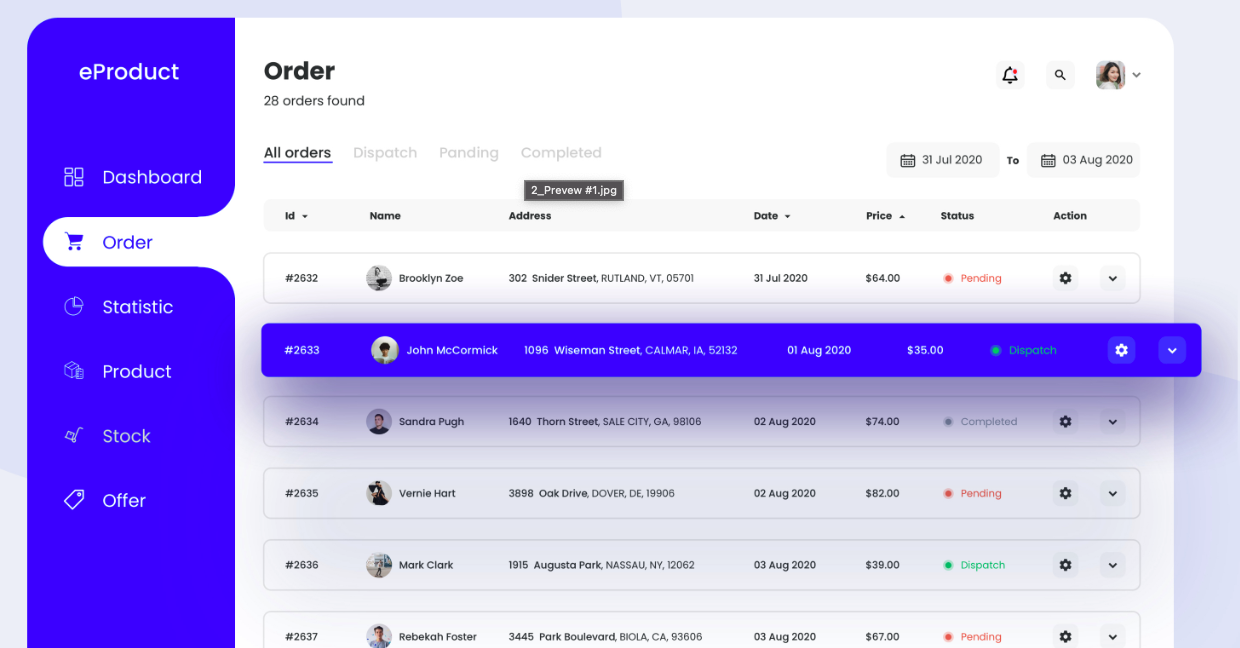 eProduct
Dashboard
Order
Statistic
Product
Stock
Offer
Order
28 orders found
All orders Dispatch Panding Completed
31 Jul 2020 To 03 Aug 2020
2_Prevew #1.jpg
Id Name Address Date Price Status Action
#2632 Brooklyn Zoe 302 Snider Street, RUTLAND, VT, 05701 31 Jul 2020 $64.00 Pending
#2633 John McCormick 1096 Wiseman Street, CALMAR, IA, 52132 01 Aug 2020 $35.00 Dispatch
#2634 Sandra Pugh 1640 Thorn Street, SALE CITY, GA, 98106 02 Aug 2020 $74.00 Completed
#2635 Vernie Hart 3898 Oak Drive, DOVER, DE, 19906 02 Aug 2020 $82.00 Pending
#2636 Mark Clark 1915 Augusta Park, NASSAU, NY, 12062 03 Aug 2020 $39.00 Dispatch
#2637 Rebekah Foster 3445 Park Boulevard, BIOLA, CA, 93606 03 Aug 2020 $67.00 Pending